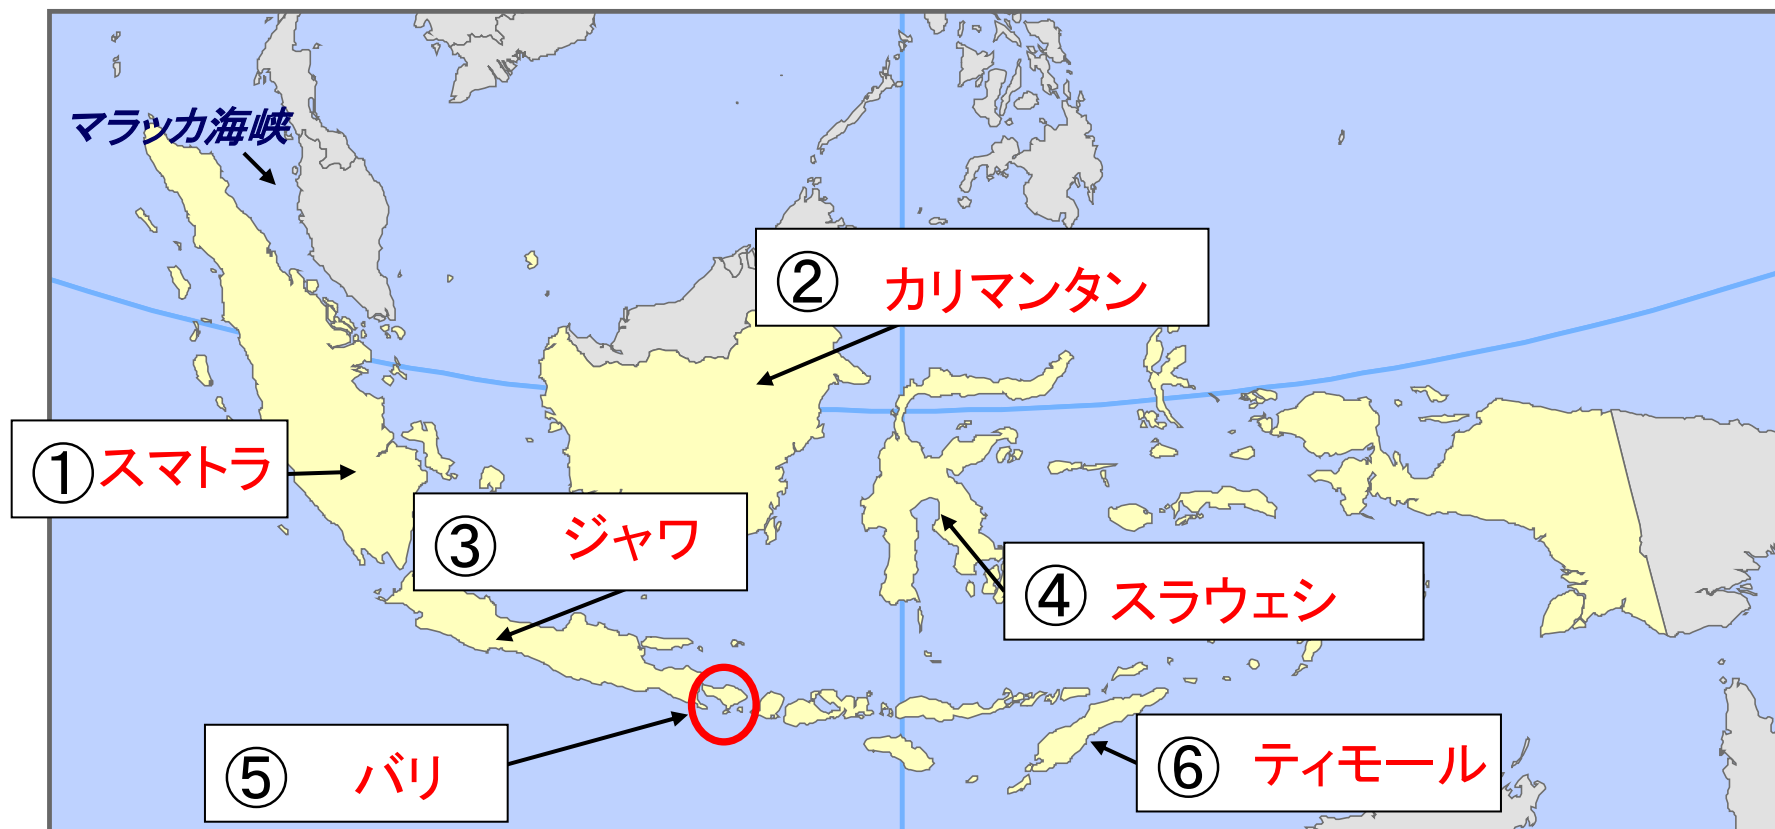 マラッカ海峡
② カリマンタン
① スマトラ
③ ジャワ
④ スラウェシ
⑤ バリ
⑥ ティモール